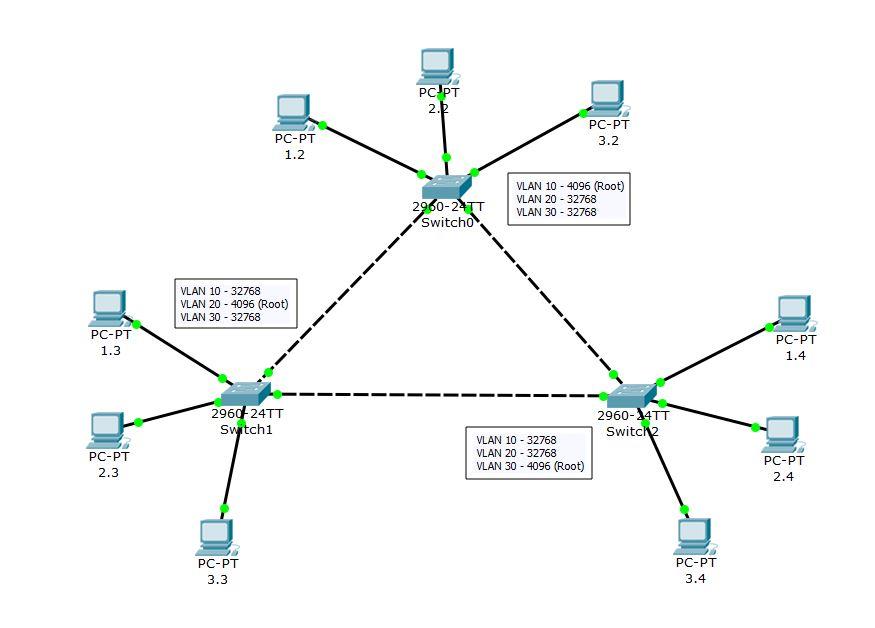 PC-PT
2.2
PC-PT
1.2
PC-PT
3.2
2960-24TT
Switch0
VLAN 10 - 4096 (Root)
VLAN 20 - 32768
VLAN 30 - 32768
VLAN 10 - 32768
VLAN 20 - 4096 (Root)
VLAN 30 - 32768
PC-PT
1.3
PC-PT
1.4
2960-24TT
Switch1
2960-24TT
Switch2
PC-PT
2.3
PC-PT
2.4
VLAN 10 - 32768
VLAN 20 - 32768
VLAN 30 - 4096 (Root)
PC-PT
3.3
PC-PT
3.4